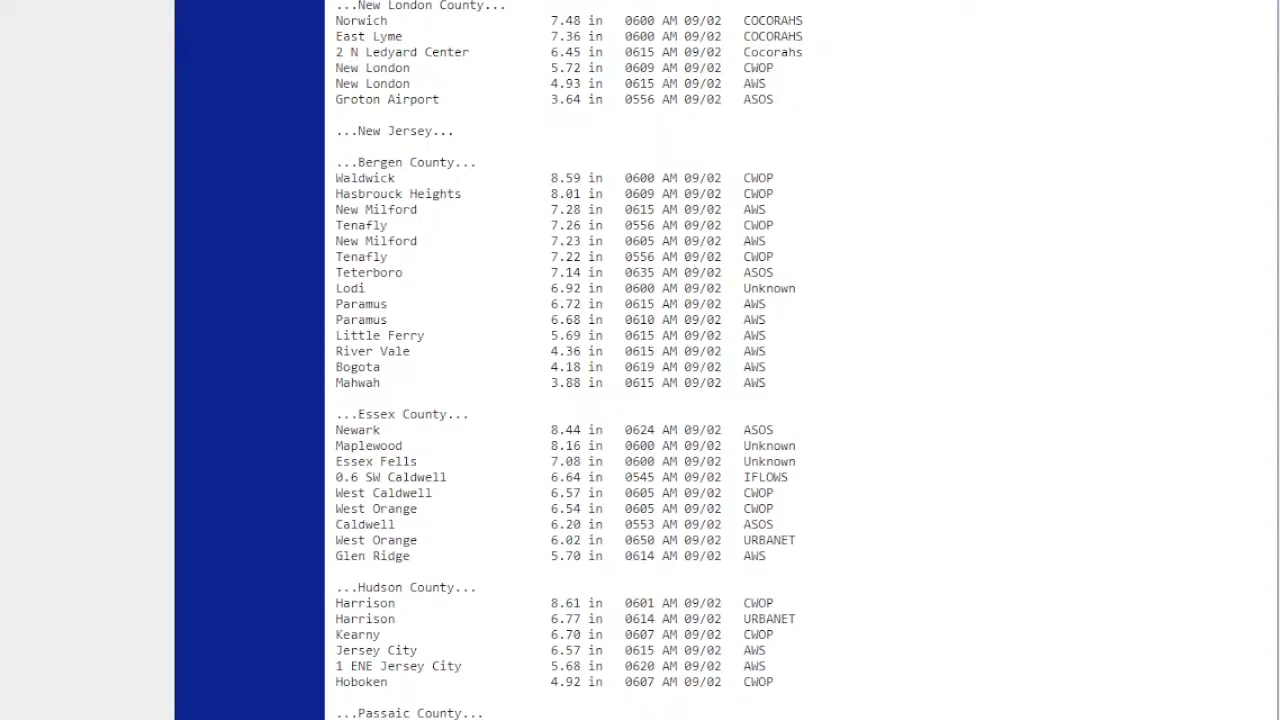 ...New London County...
Norwich 7.48 in 0600 AM 09/02 COCORAHS
East Lyme 7.36 in 0600 AM 09/02 COCORAHS
2 N Ledyard Center 6.45 in 0615 AM 09/02 Cocorahs
New London 5.72 in 0609 AM 09/02 CWOP
New London 4.93 in 0615 AM 09/02 AWS
Groton Airport 3.64 in 0556 AM 09/02 ASOS
...New Jersey...
...Bergen County...
Waldwick 8.59 in 0600 AM 09/02 CWOP
Hasbrouck Heights 8.01 in 0609 AM 09/02 CWOP
New Milford 7.28 in 0615 AM 09/02 AWS
Tenafly 7.26 in 0556 AM 09/02 CWOP
New Milford 7.23 in 0605 AM 09/02 AWS
Tenafly 7.22 in 0556 AM 09/02 CWOP
Teterboro 7.14 in 0635 AM 09/02 ASOS
Lodi 6.92 in 0600 AM 09/02 Unknown
Paramus 6.72 in 0615 AM 09/02 AWS
Paramus 6.68 in 0610 AM 09/02 AWS
Little Ferry 5.69 in 0615 AM 09/02 AWS
River Vale 4.36 in 0615 AM 09/02 AWS
Bogota 4.18 in 0619 AM 09/02 AWS
Mahwah 3.88 in 0615 AM 09/02 AWS
...Essex County...
Newark 8.44 in 0624 AM 09/02 ASOS
Maplewood 8.16 in 0600 AM 09/02 Unknown
Essex Fells 7.08 in 0600 AM 09/02 Unknown
0.6 SW Caldwell 6.64 in 0545 AM 09/02 IFLOWS
West Caldwell 6.57 in 0605 AM 09/02 CWOP
West Orange 6.54 in 0605 AM 09/02 CWOP
Caldwell 6.20 in 0553 AM 09/02 ASOS
West Orange 6.02 in 0650 AM 09/02 URBANET
Glen Ridge 5.70 in 0614 AM 09/02 AWS
...Hudson County...
Harrison 8.61 in 0601 AM 09/02 CWOP
Harrison 6.77 in 0614 AM 09/02 URBANET
Kearny 6.70 in 0607 AM 09/02 CWOP
Jersey City 6.57 in 0615 AM 09/02 AWS
1 ENE Jersey City 5.68 in 0620 AM 09/02 AWS
Hoboken 4.92 in 0607 AM 09/02 CWOP
...Passaic County...